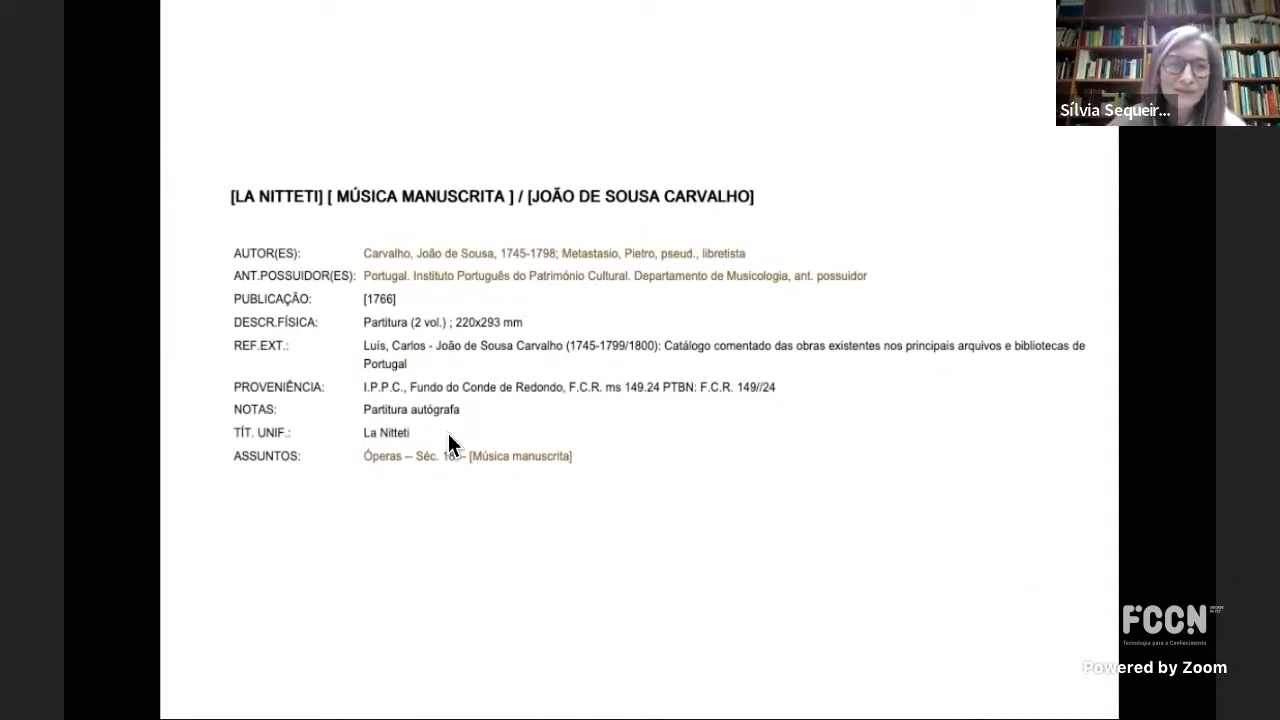 Sílvia Sequeir...
[LA NITTETI] [ MÚSICA MANUSCRITA ] / [JOÃO DE SOUSA CARVALHO]
AUTOR(ES): Carvalho, João de Sousa, 1745-1798; Metastasio, Pietro, pseud., libretista
ANT.POSSUIDOR(ES): Portugal. Instituto Português do Património Cultural. Departamento de Musicologia, ant. possuidor
PUBLICAÇÃO: [1766]
DESCR.FÍSICA: Partitura (2 vol.) ; 220x293 mm
REF.EXT.: Luís, Carlos - João de Sousa Carvalho (1745-1799/1800): Catálogo comentado das obras existentes nos principais arquivos e bibliotecas de
Portugal
PROVENIÊNCIA: I.P.P.C., Fundo do Conde de Redondo, F.C.R. ms 149.24 PTBN: F.C.R. 149//24
NOTAS: Partitura autógrafa
TÍT. UNIF.: La Nitteti
ASSUNTOS: Óperas -- Séc. [Música manuscrita]
FCCN
Tecnologia para o Conhecimento
Powered by Zoom